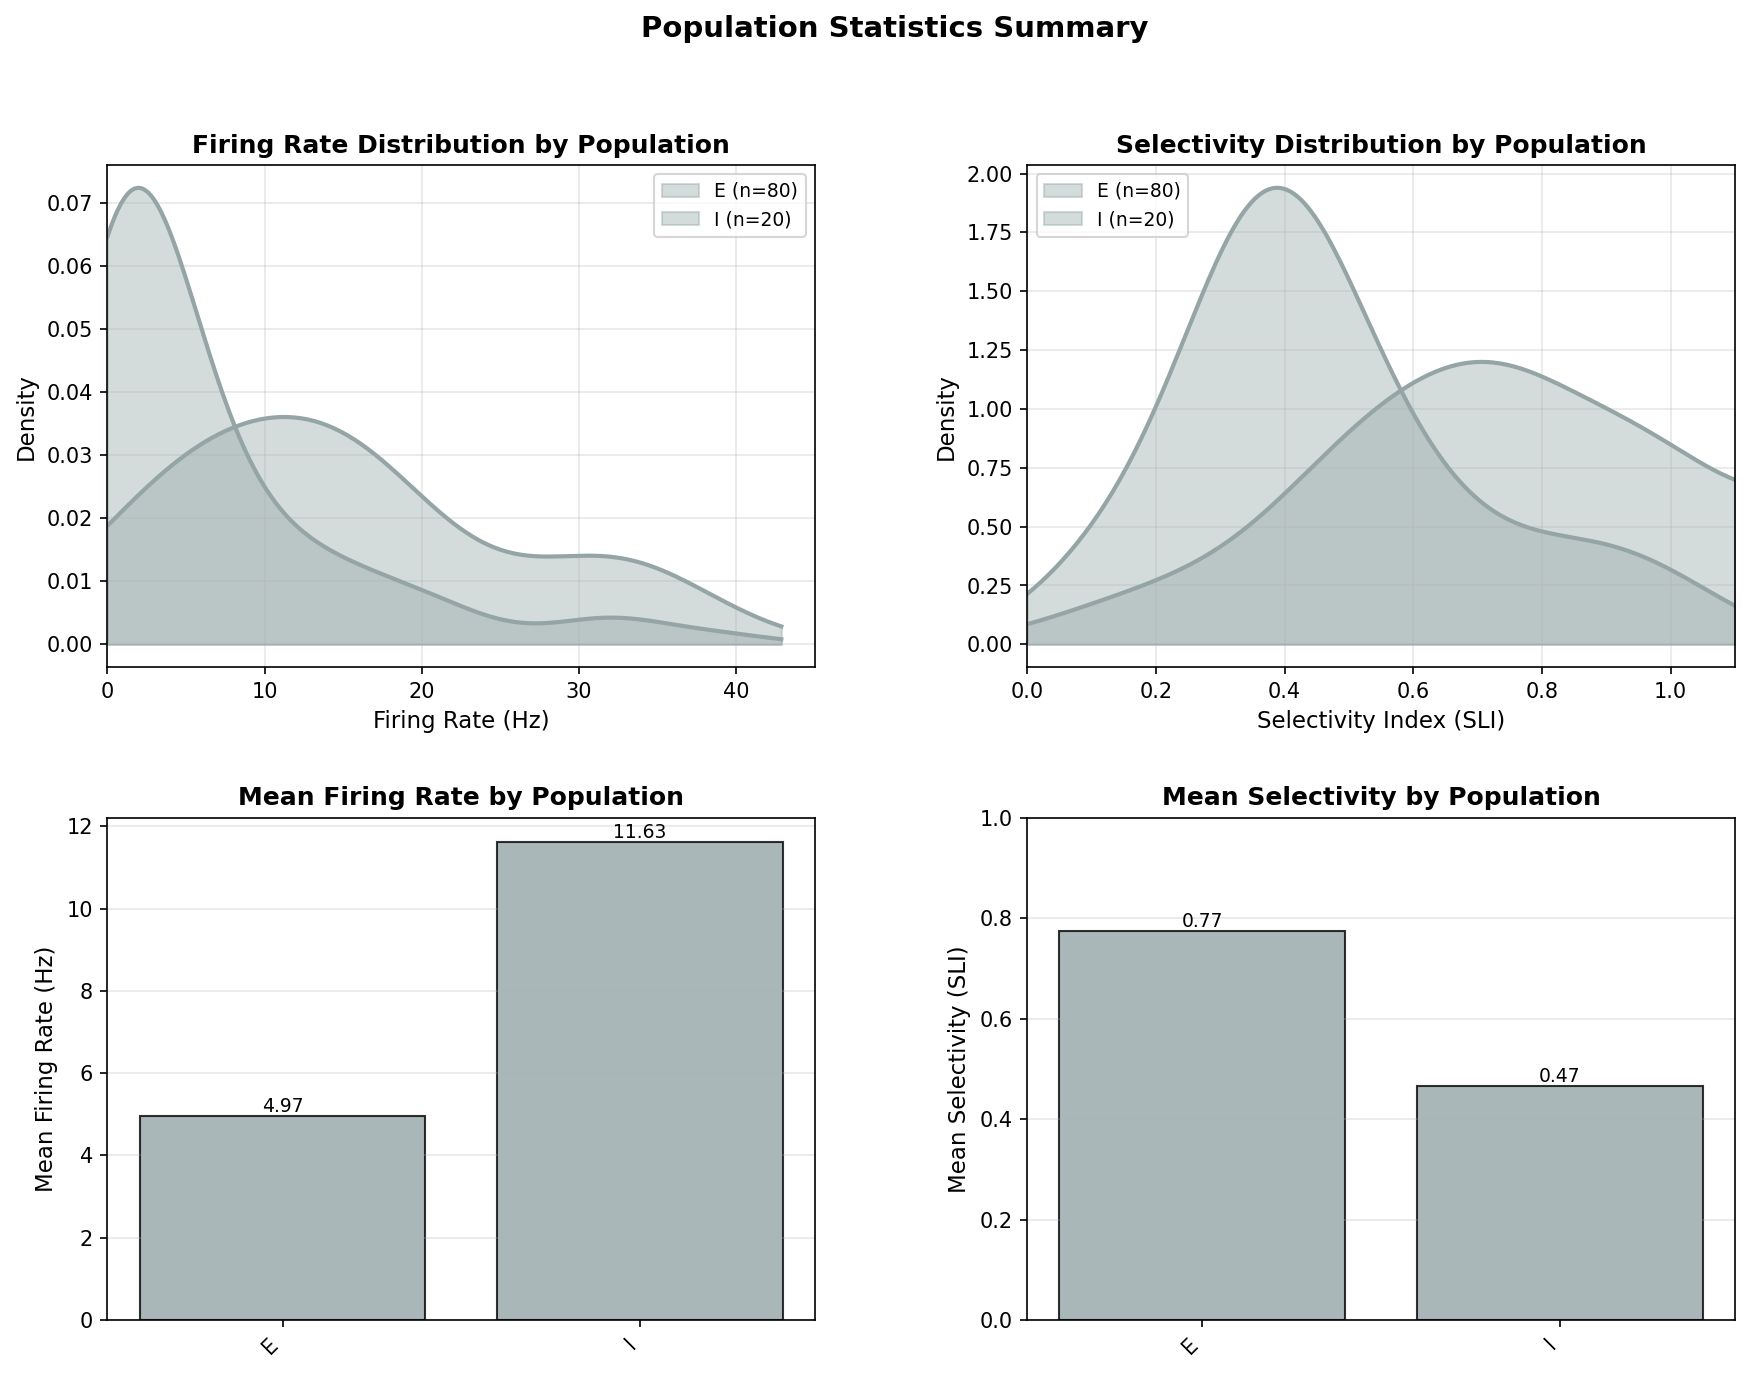 Population Statistics Summary
Firing Rate Distribution by Population
E (n=80)
I (n=20)
0.07
0.06
0.05
0.04
0.03
0.02
0.01
0.00
Density
0 10 20 30 40
Firing Rate (Hz)
Selectivity Distribution by Population
E (n=80)
I (n=20)
2.00
1.75
1.50
1.25
1.00
0.75
0.50
0.25
0.00
Density
0.0 0.2 0.4 0.6 0.8 1.0
Selectivity Index (SLI)
Mean Firing Rate by Population
12
10
8
6
4
2
0
Mean Firing Rate (Hz)
4.97
11.63
E I
Mean Selectivity by Population
1.0
0.8
0.6
0.4
0.2
0.0
Mean Selectivity (SLI)
0.77
0.47
E I